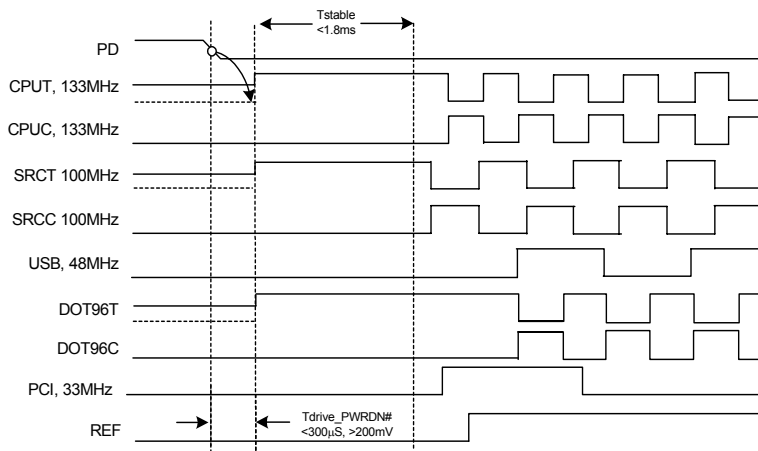 Tstable
<1.8ms
PD
CPUT, 133MHz
CPUC, 133MHz
SRCT 100MHz
SRCC 100MHz
USB, 48MHz
DOT96T
DOT96C
PCI, 33MHz
Tdrive_PWRDN#
<300µS, >200mV
REF